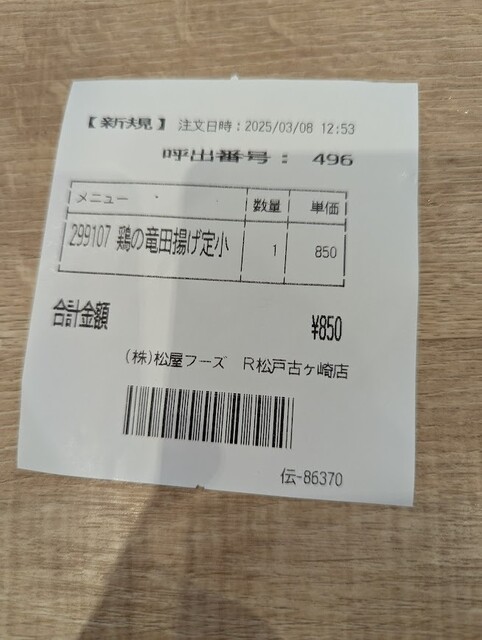 【新規】 注文日時：2025/03/08 12:53
呼出番号： 496
メニュー 数量 単価
299107 鶏の竜田揚げ定小 1 850
合計金額 ¥850
(株)松屋フーズ R松戸古ヶ崎店
伝-86370